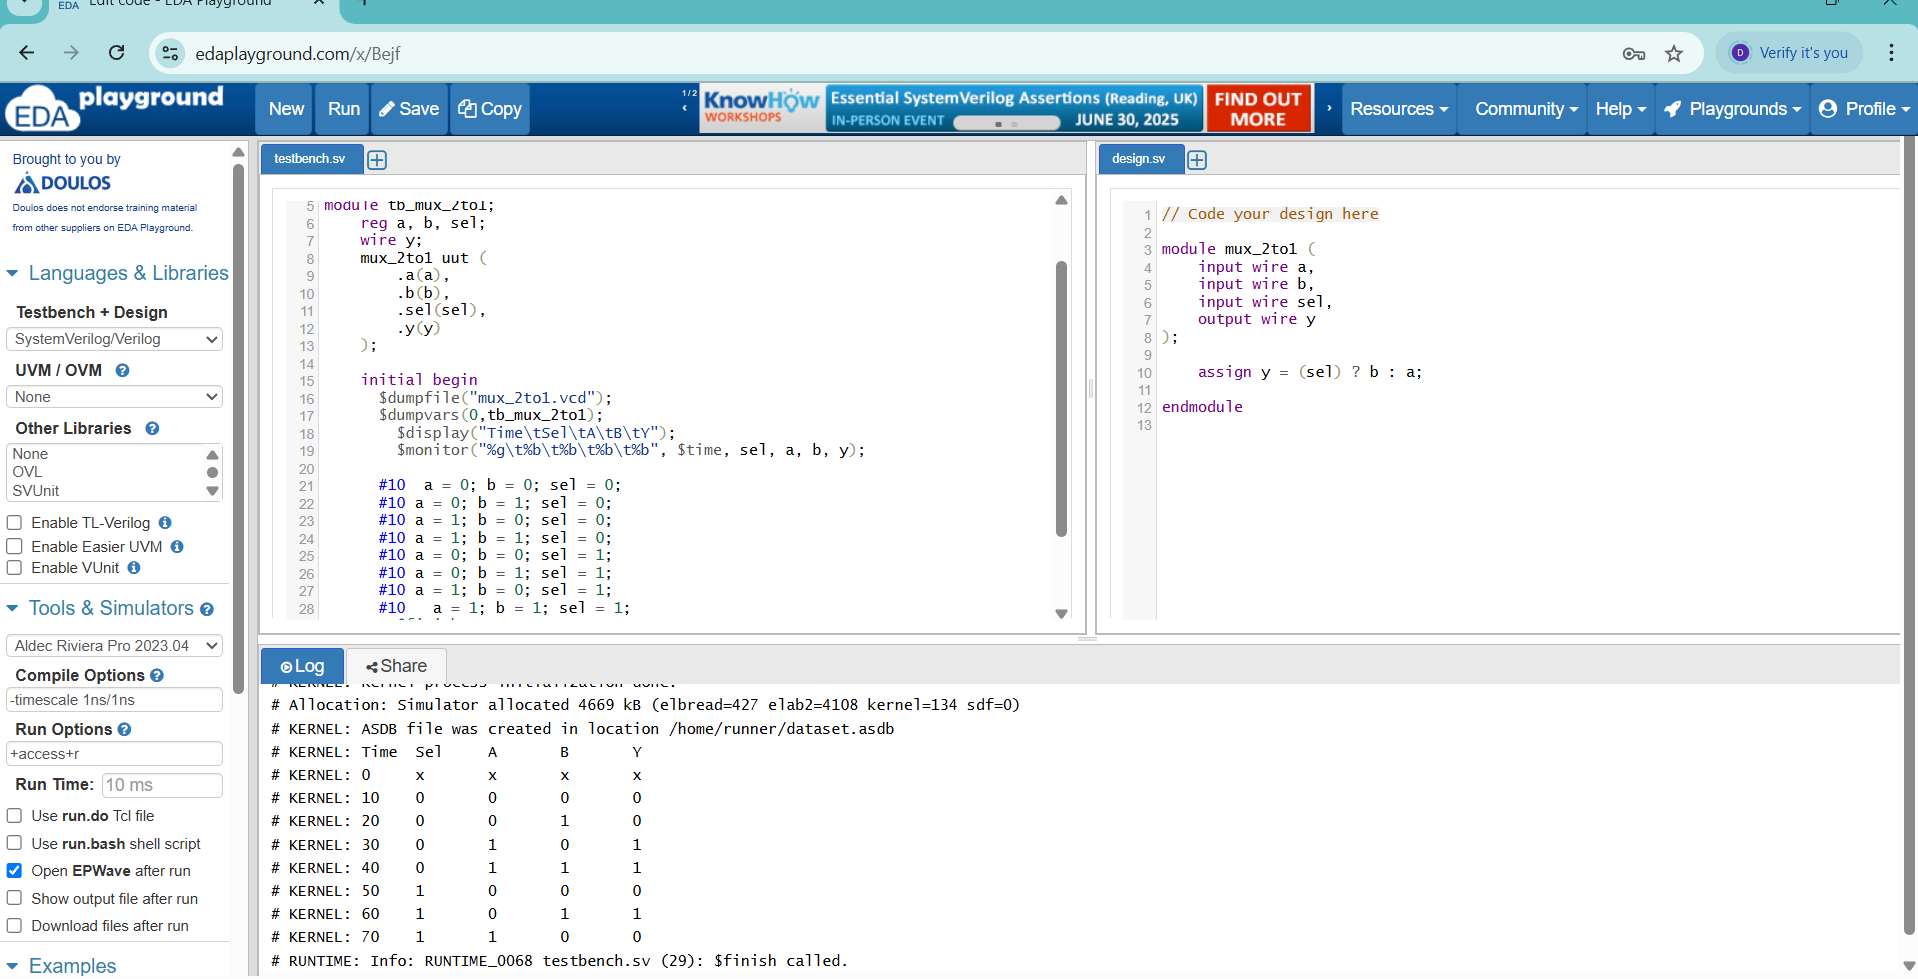 EDA Edit code - EDA Playground
edaplayground.com/x/Bejf
D Verify it's you
EDA playground
New
Run
Save
Copy
1/2
KnowHow
WORKSHOPS
Essential SystemVerilog Assertions (Reading, UK)
IN-PERSON EVENT JUNE 30, 2025
FIND OUT
MORE
Resources
Community
Help
Playgrounds
Profile
Brought to you by
DOULOS
Doulos does not endorse training material
from other suppliers on EDA Playground.
Languages & Libraries
Testbench + Design
SystemVerilog/Verilog
UVM / OVM
None
Other Libraries
None
OVL
SVUnit
Enable TL-Verilog
Enable Easier UVM
Enable VUnit
Tools & Simulators
Aldec Riviera Pro 2023.04
Compile Options
-timescale 1ns/1ns
Run Options
+access+r
Run Time: 10 ms
Use run.do Tcl file
Use run.bash shell script
Open EPWave after run
Show output file after run
Download files after run
Examples
testbench.sv
5 module tb_mux_2to1;
6 reg a, b, sel;
7 wire y;
8 mux_2to1 uut (
9 .a(a),
10 .b(b),
11 .sel(sel),
12 .y(y)
13 );
14
15 initial begin
16 $dumpfile("mux_2to1.vcd");
17 $dumpvars(0,tb_mux_2to1);
18 $display("Time\tSel\tA\tB\tY");
19 $monitor("%g\t%b\t%b\t%b\t%b", $time, sel, a, b, y);
20
21 #10  a = 0; b = 0; sel = 0;
22 #10 a = 0; b = 1; sel = 0;
23 #10 a = 1; b = 0; sel = 0;
24 #10 a = 1; b = 1; sel = 0;
25 #10 a = 0; b = 0; sel = 1;
26 #10 a = 0; b = 1; sel = 1;
27 #10 a = 1; b = 0; sel = 1;
28 #10   a = 1; b = 1; sel = 1;
design.sv
1 // Code your design here
2
3 module mux_2to1 (
4 input wire a,
5 input wire b,
6 input wire sel,
7 output wire y
8 );
9
10 assign y = (sel) ? b : a;
11
12 endmodule
13
Log
Share
# KERNEL: Kernel process initialization done.
# Allocation: Simulator allocated 4669 kB (elbread=427 elab2=4108 kernel=134 sdf=0)
# KERNEL: ASDB file was created in location /home/runner/dataset.asdb
# KERNEL: Time Sel A B Y
# KERNEL: 0 x x x x
# KERNEL: 10 0 0 0 0
# KERNEL: 20 0 0 1 0
# KERNEL: 30 0 1 0 1
# KERNEL: 40 0 1 1 1
# KERNEL: 50 1 0 0 0
# KERNEL: 60 1 0 1 1
# KERNEL: 70 1 1 0 0
# RUNTIME: Info: RUNTIME_0068 testbench.sv (29): $finish called.